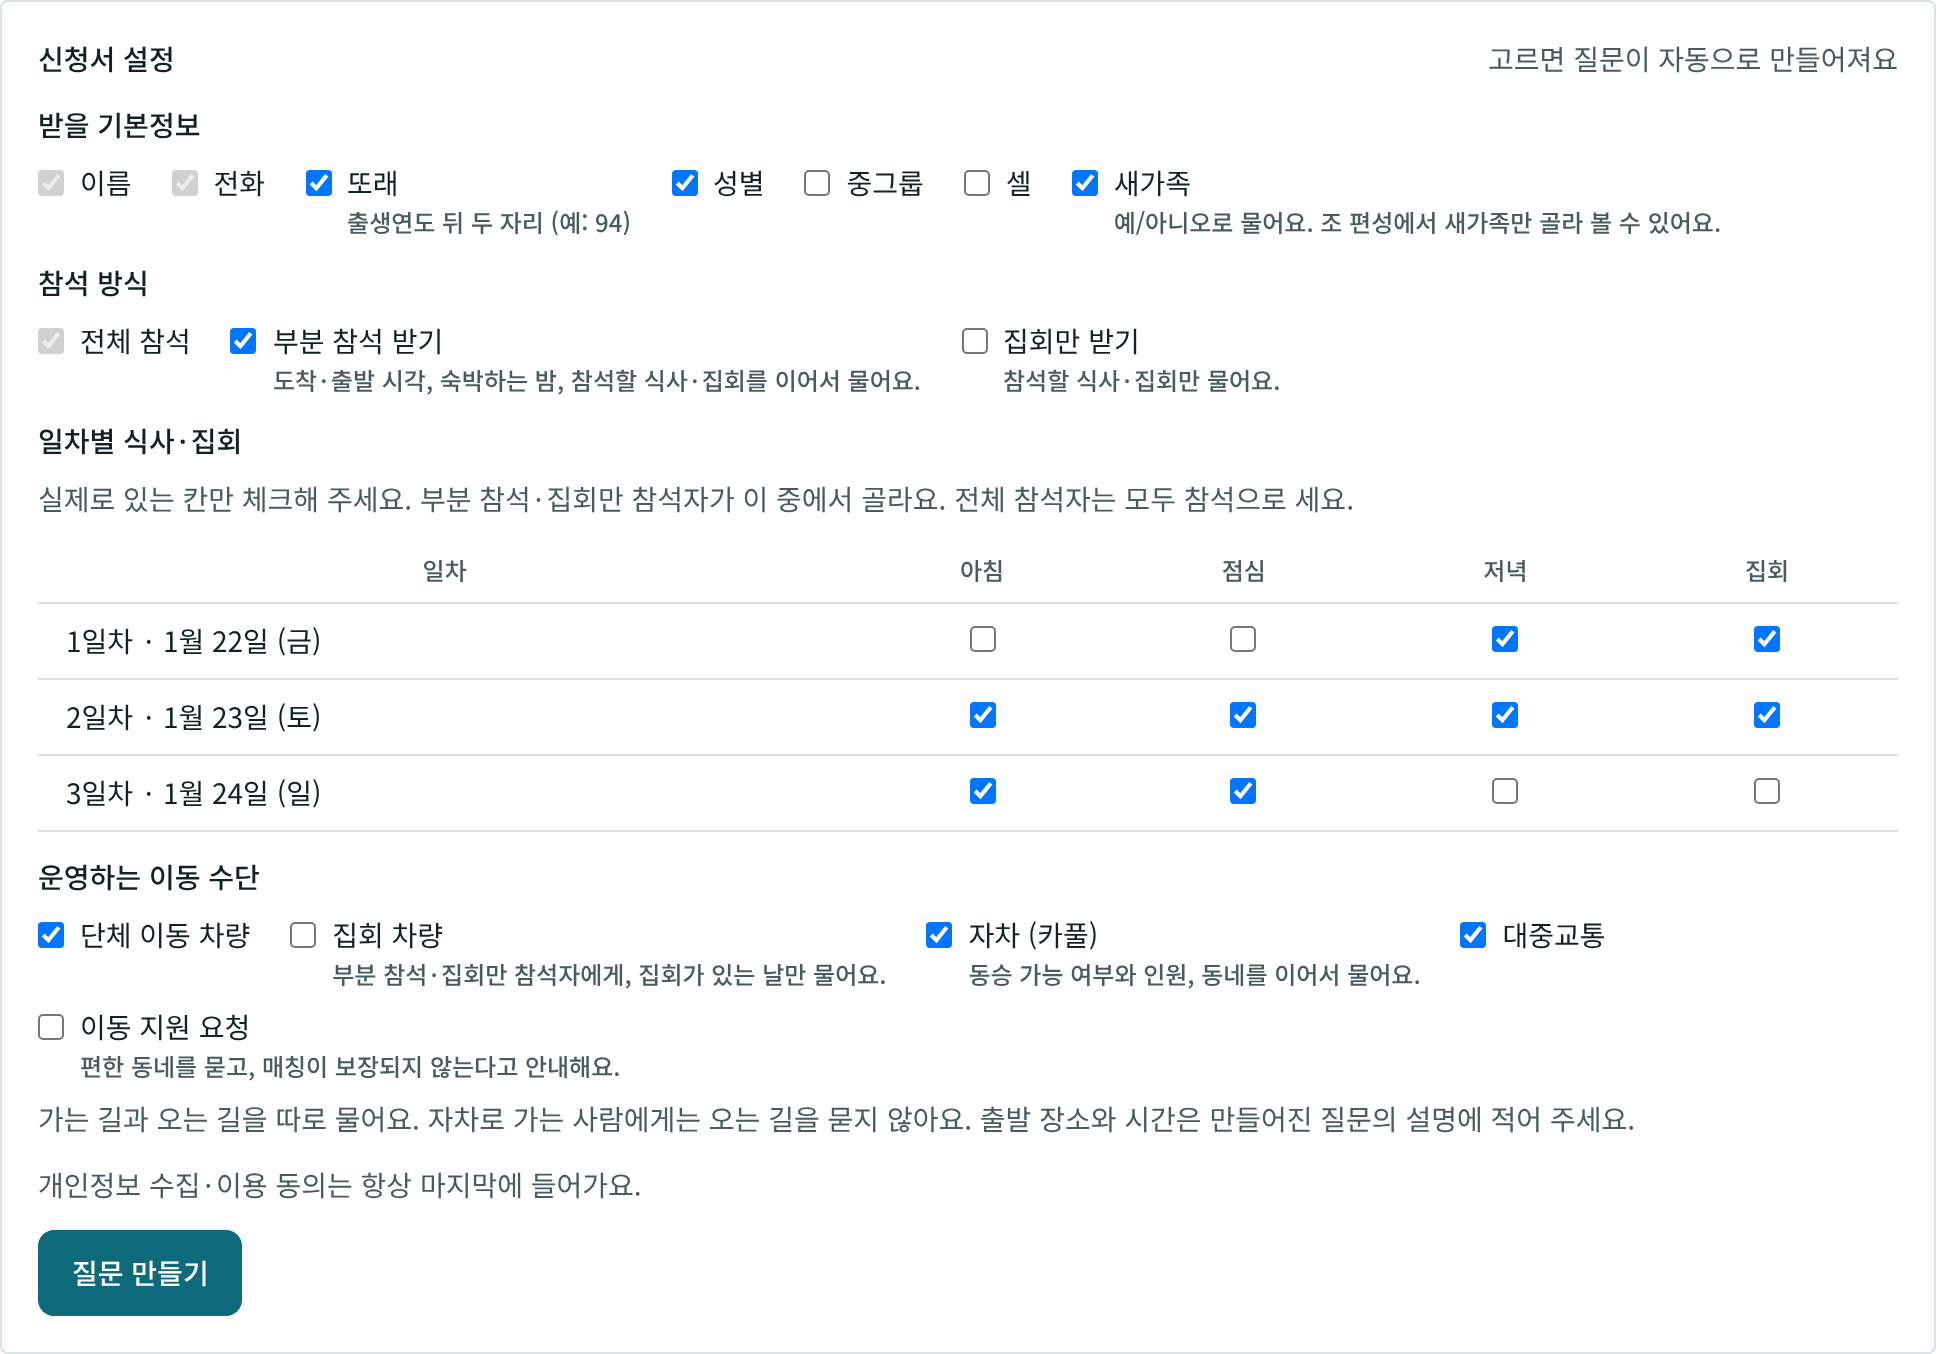 신청서 설정 고르면 질문이 자동으로 만들어져요
받을 기본정보
이름 전화 또래 성별 중그룹 셀 새가족
출생연도 뒤 두 자리 (예: 94) 예/아니오로 물어요. 조 편성에서 새가족만 골라 볼 수 있어요.
참석 방식
전체 참석 부분 참석 받기 집회만 받기
도착·출발 시각, 숙박하는 밤, 참석할 식사·집회를 이어서 물어요. 참석할 식사·집회만 물어요.
일차별 식사·집회
실제로 있는 칸만 체크해 주세요. 부분 참석·집회만 참석자가 이 중에서 골라요. 전체 참석자는 모두 참석으로 세요.
일차 아침 점심 저녁 집회
1일차 · 1월 22일 (금)
2일차 · 1월 23일 (토)
3일차 · 1월 24일 (일)
운영하는 이동 수단
단체 이동 차량 집회 차량 자차 (카풀) 대중교통
부분 참석·집회만 참석자에게, 집회가 있는 날만 물어요. 동승 가능 여부와 인원, 동네를 이어서 물어요.
이동 지원 요청
편한 동네를 묻고, 매칭이 보장되지 않는다고 안내해요.
가는 길과 오는 길을 따로 물어요. 자차로 가는 사람에게는 오는 길을 묻지 않아요. 출발 장소와 시간은 만들어진 질문의 설명에 적어 주세요.
개인정보 수집·이용 동의는 항상 마지막에 들어가요.
질문 만들기